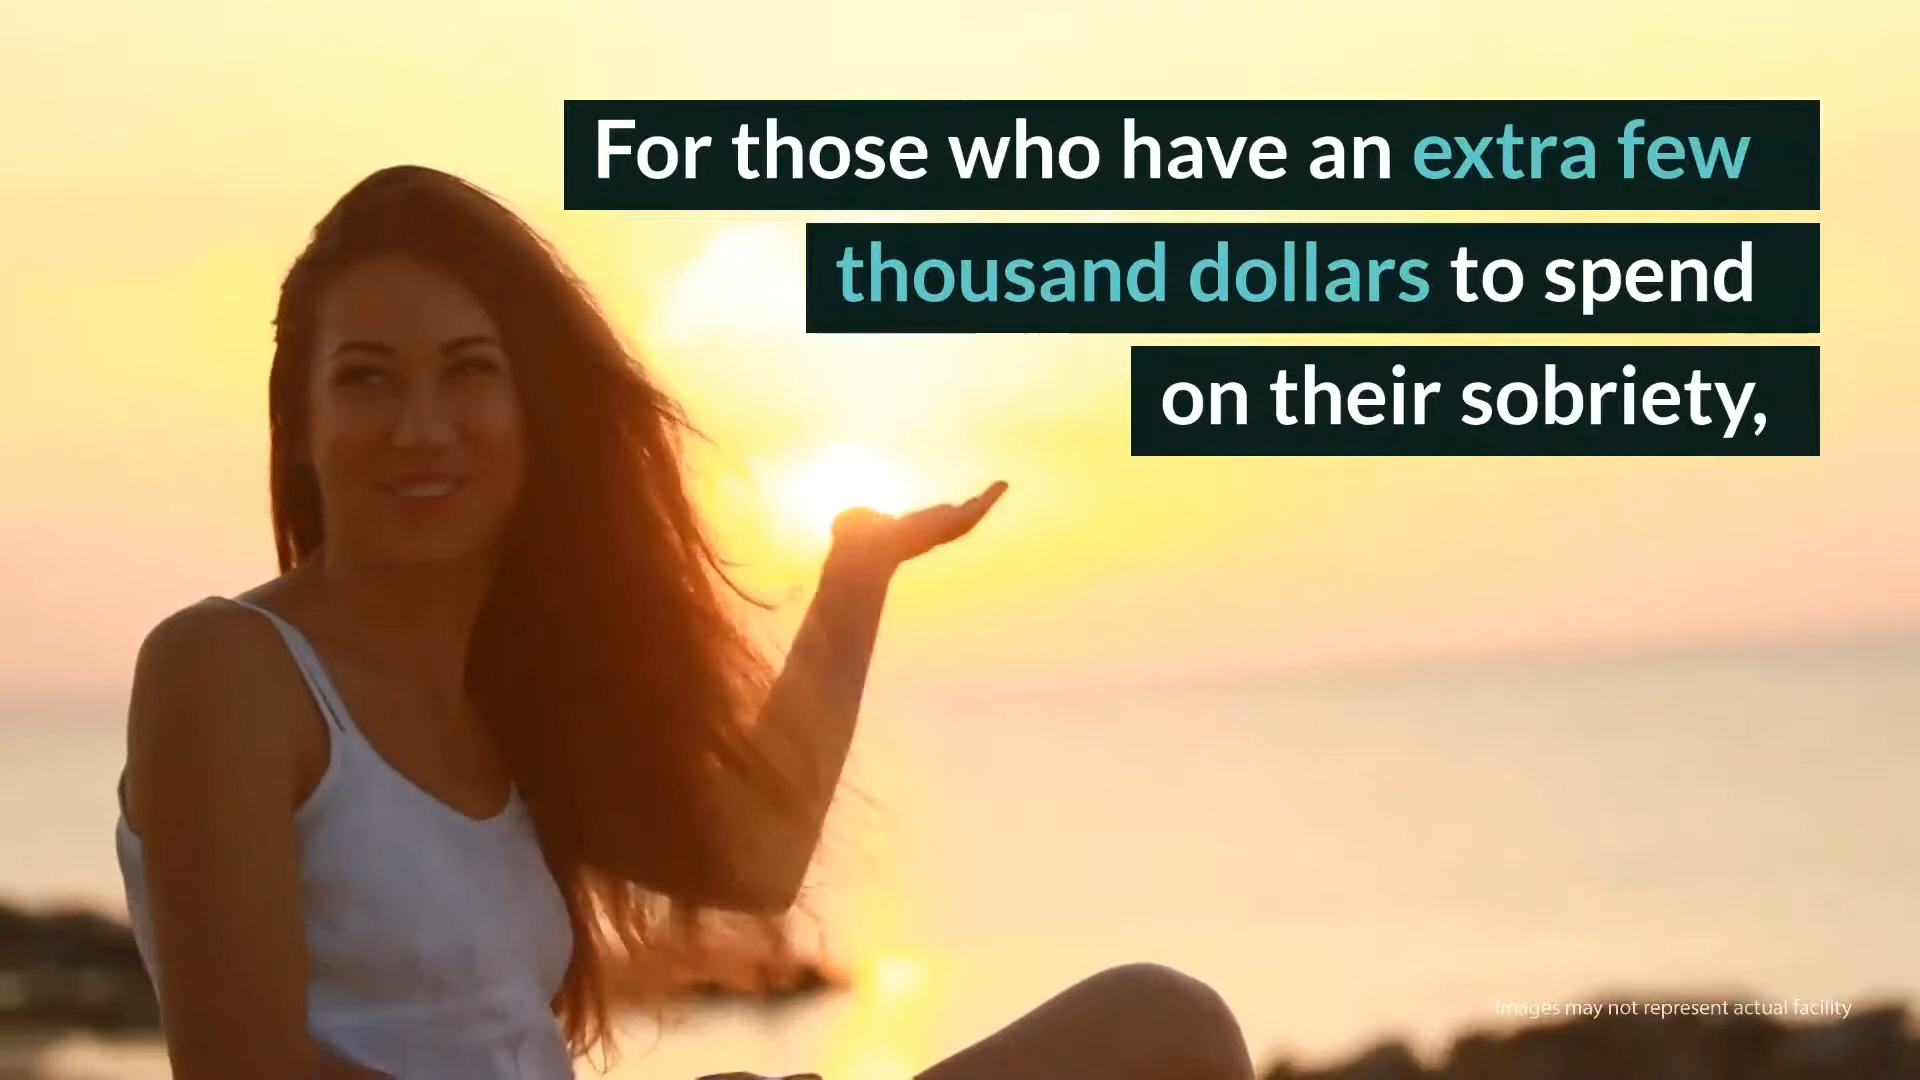 For those who have an extra few
thousand dollars to spend
on their sobriety,
Images may not represent actual facility